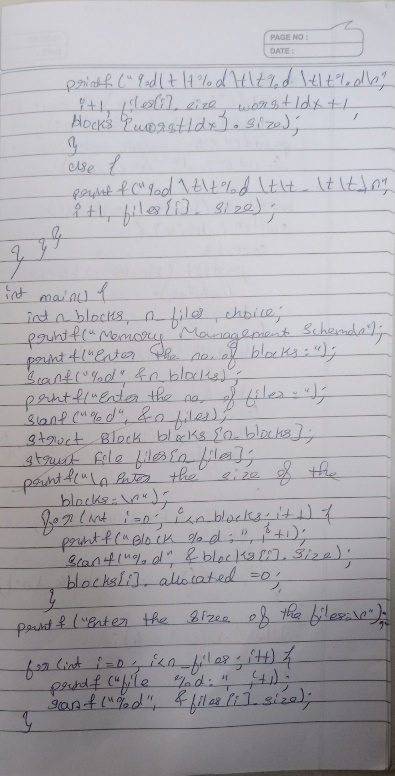 PAGE NO :
DATE :
printf ("%d\t\t%d\t\t%d\t\t%d\n",
i+1, files[i]. size, worstIdx+1,
blocks [worstIdx]. size);
}
else {
printf ("%d\t\t%d\t\t-\t\t-\n",
i+1, files[i]. size);
} } }
}
int main() {
int n_blocks, n_files, choice;
printf("Memory Management Scheme\n");
printf("Enter the no. of blocks : ");
scanf("%d", &n_blocks);
printf("Enter the no. of files : ");
scanf("%d", &n_files);
struct Block blocks [n_blocks];
struct File files[n_files];
printf("\n Enter the size of the
blocks: \n");
for (int i=0; i<n_blocks; i++) {
printf("Block %d : ", i+1);
scanf("%d", &blocks[i]. size);
blocks[i]. allocated =0;
}
printf ("Enter the sizes of the files:\n");
for (int i=0; i<n_files; i++) {
printf("file %d: ", i+1);
scanf("%d", &files[i]. size);
}